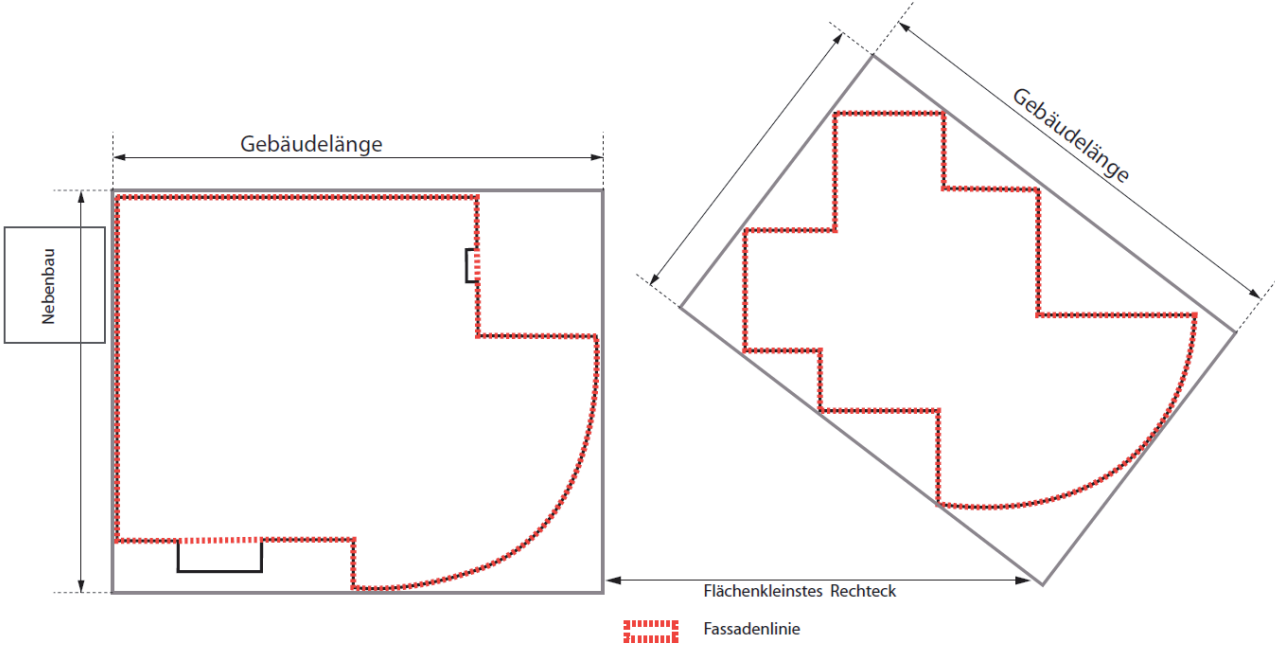 Gebäudelänge
Gebäudelänge
Nebenbau
Flächenkleinstes Rechteck
Fassadenlinie